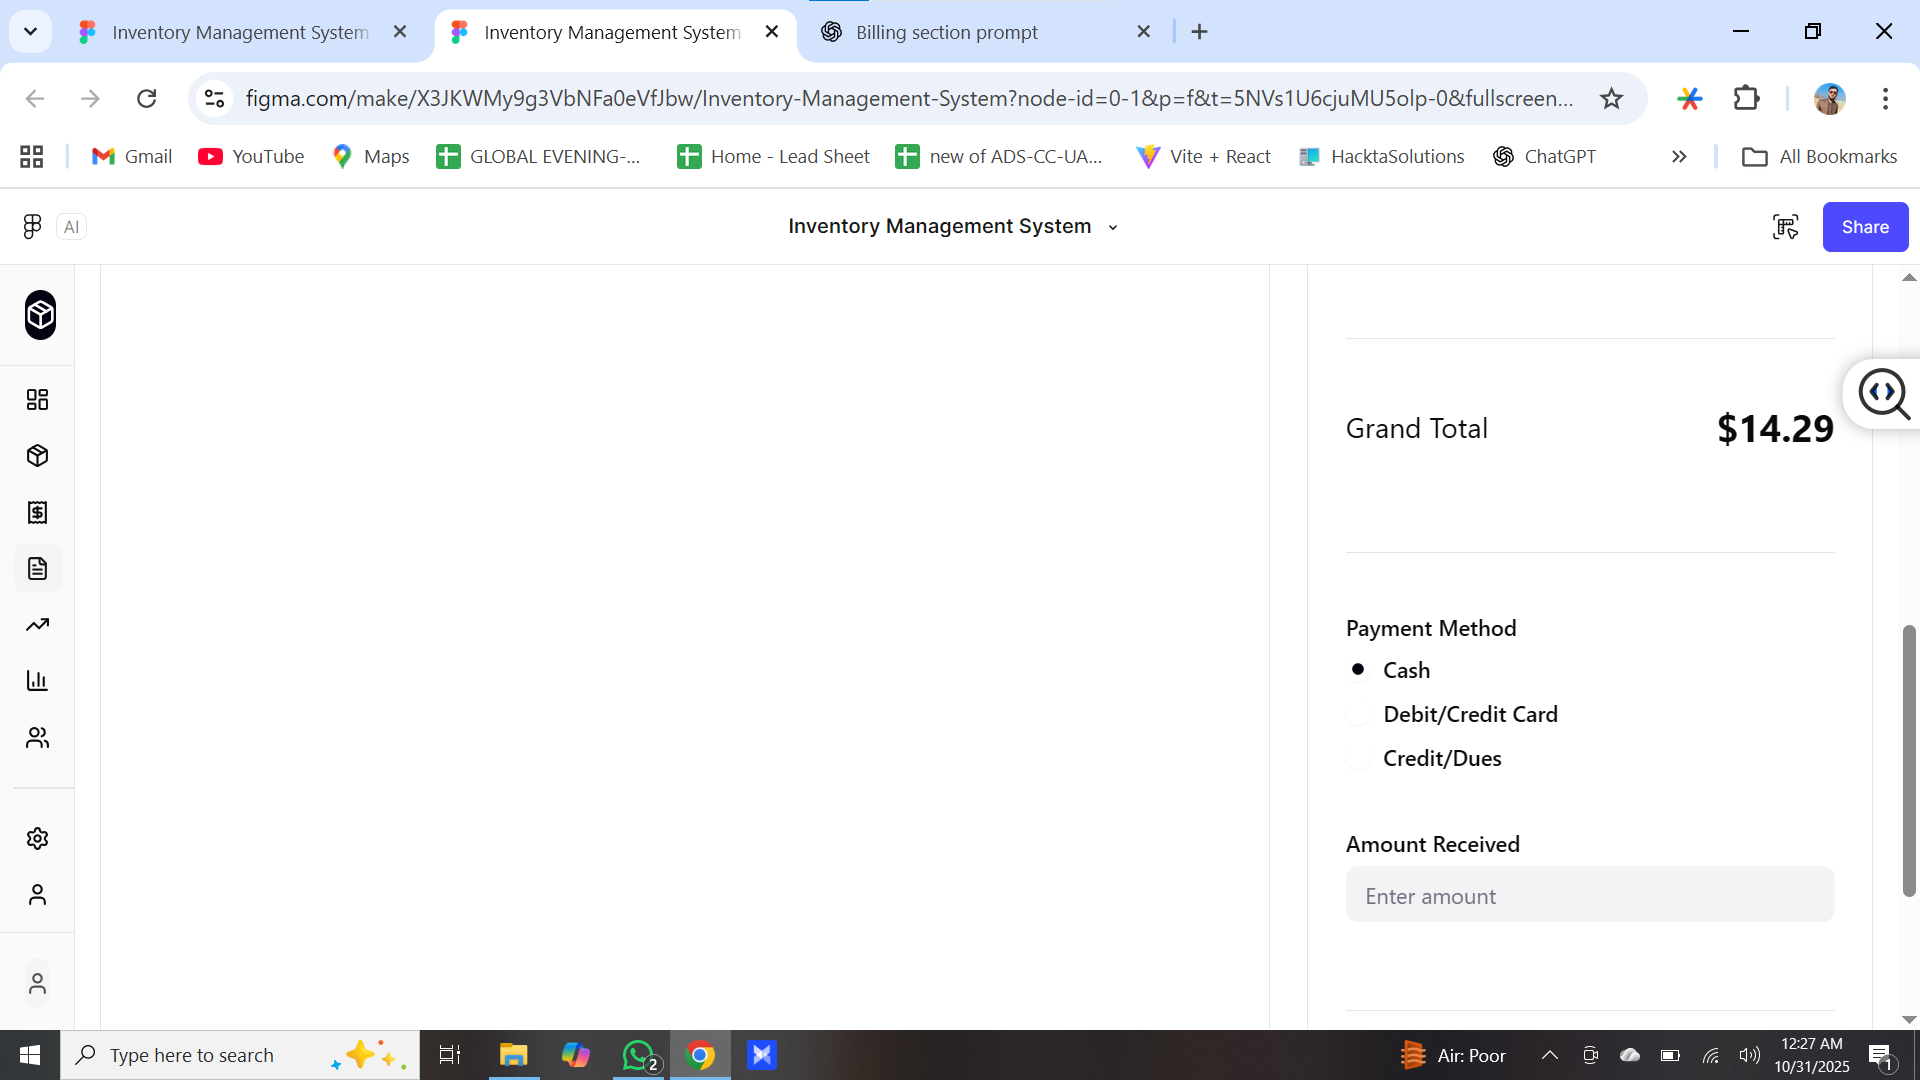 Inventory Management System
Inventory Management System
Billing section prompt
figma.com/make/X3JKWMy9g3VbNFa0eVfJbw/Inventory-Management-System?node-id=0-1&p=f&t=5NVs1U6cjuMU5olp-0&fullscreen...
Gmail
YouTube
Maps
GLOBAL EVENING-...
Home - Lead Sheet
new of ADS-CC-UA...
Vite + React
HacktaSolutions
ChatGPT
All Bookmarks
AI
Inventory Management System
Share
Grand Total
$14.29
Payment Method
Cash
Debit/Credit Card
Credit/Dues
Amount Received
Enter amount
Type here to search
2
Air: Poor
12:27 AM
10/31/2025
1